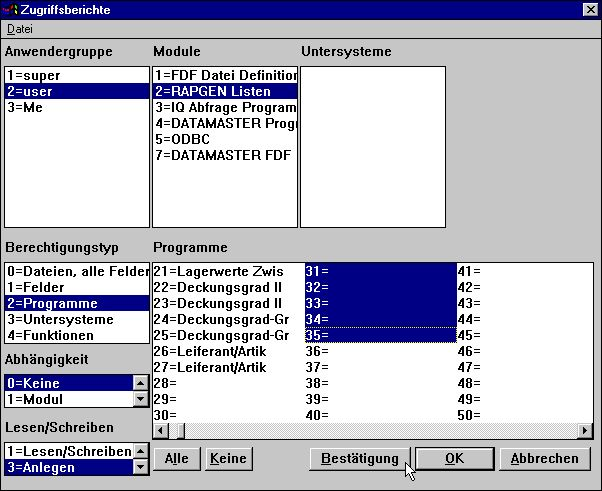 Zugriffsberichte
Datei
Anwendergruppe
1=super
2=user
3=Me
Module
1=FDF Datei Definition
2=RAPGEN Listen
3=IQ Abfrage Program
4=DATAMASTER Progr
5=ODBC
7=DATAMASTER FDF
Untersysteme
Berechtigungstyp
0=Dateien, alle Felder
1=Felder
2=Programme
3=Untersysteme
4=Funktionen
Abhängigkeit
0=Keine
1=Modul
Lesen/Schreiben
1=Lesen/Schreiben
3=Anlegen
Programme
21=Lagerwerte Zwis
22=Deckungsgrad II
23=Deckungsgrad II
24=Deckungsgrad-Gr
25=Deckungsgrad-Gr
26=Leiferant/Artik
27=Leiferant/Artik
28=
29=
30=
31=
32=
33=
34=
35=
36=
37=
38=
39=
40=
41=
42=
43=
44=
45=
46=
47=
48=
49=
50=
Alle
Keine
Bestätigung
OK
Abbrechen